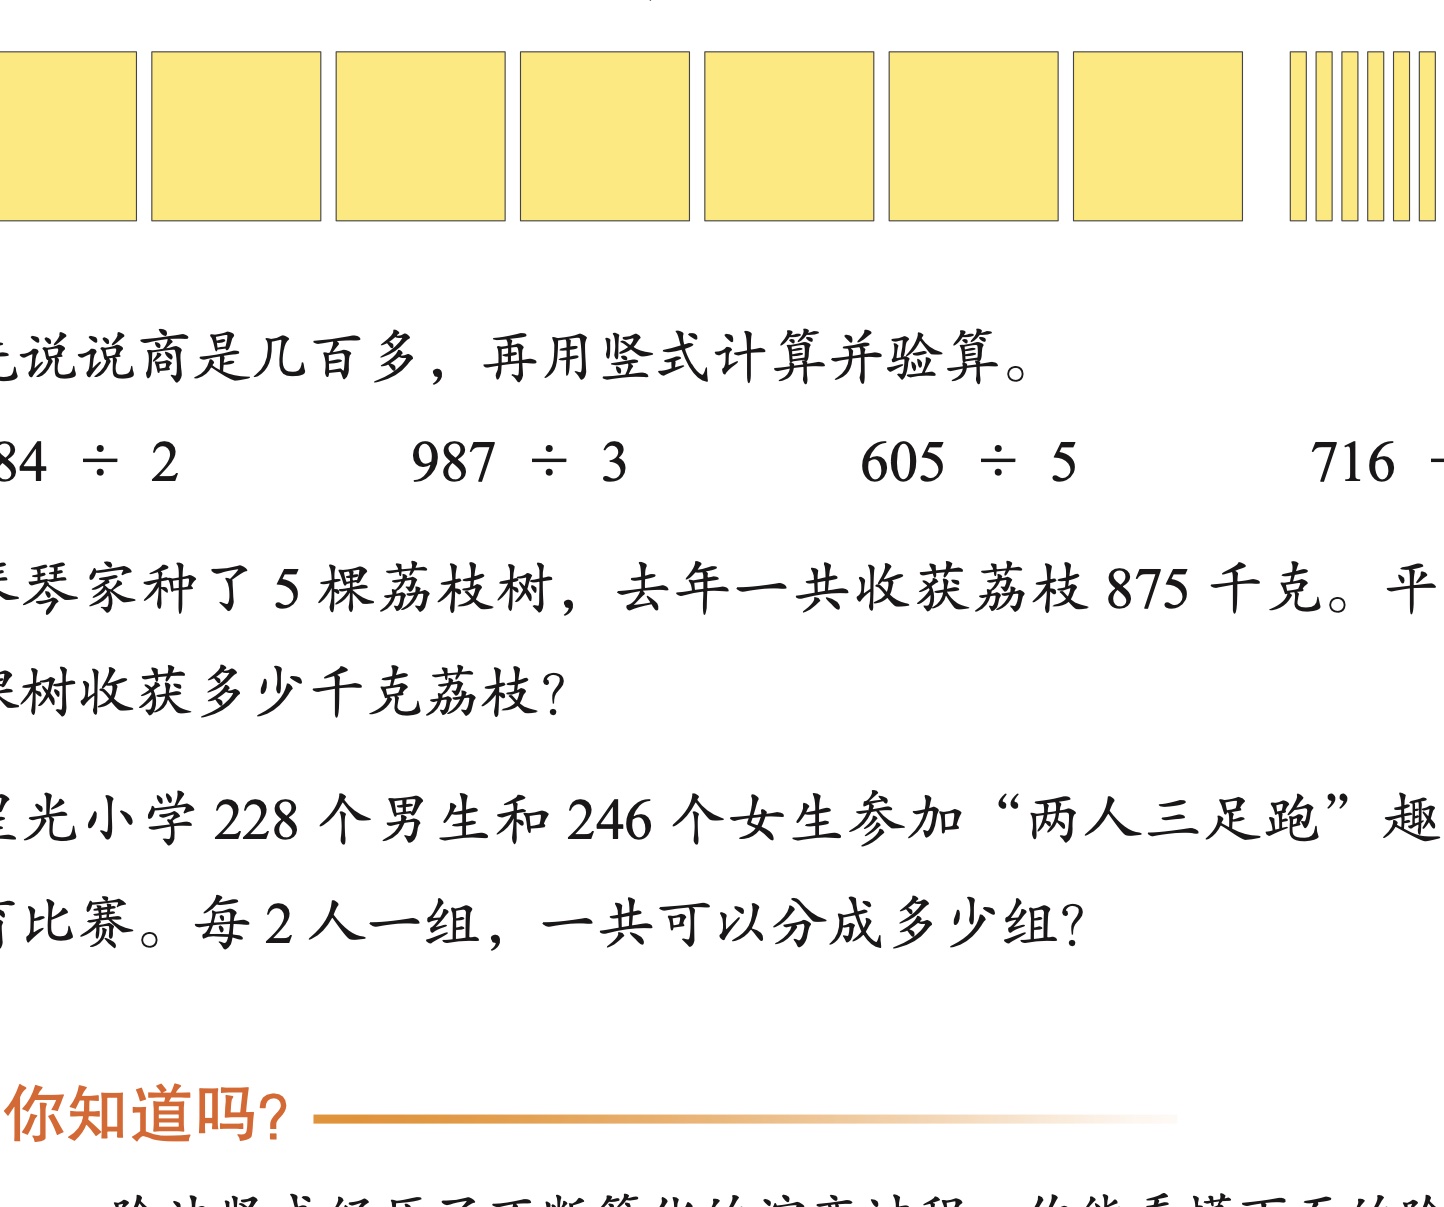 说说商是几百多，再用竖式计算并验算。
84 ÷ 2 987 ÷ 3 605 ÷ 5 716
琴家种了 5 棵荔枝树，去年一共收获荔枝 875 千克。平
树收获多少千克荔枝？
光小学 228 个男生和 246 个女生参加“两人三足跑”趣
比赛。每 2 人一组，一共可以分成多少组？
你知道吗？